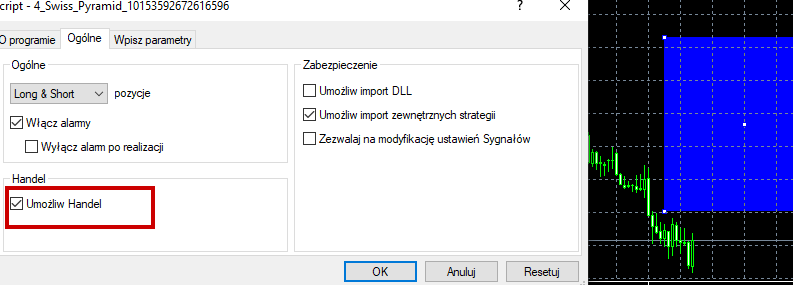 cript - 4_Swiss_Pyramid_10153592672616596
O programie
Ogólne
Wpisz parametry
Ogólne
Long & Short
pozycje
Włącz alarmy
Wyłącz alarm po realizacji
Handel
Umożliw Handel
Zabezpieczenie
Umożliw import DLL
Umożliw import zewnętrznych strategii
Zezwalaj na modyfikację ustawień Sygnałów
OK
Anuluj
Resetuj